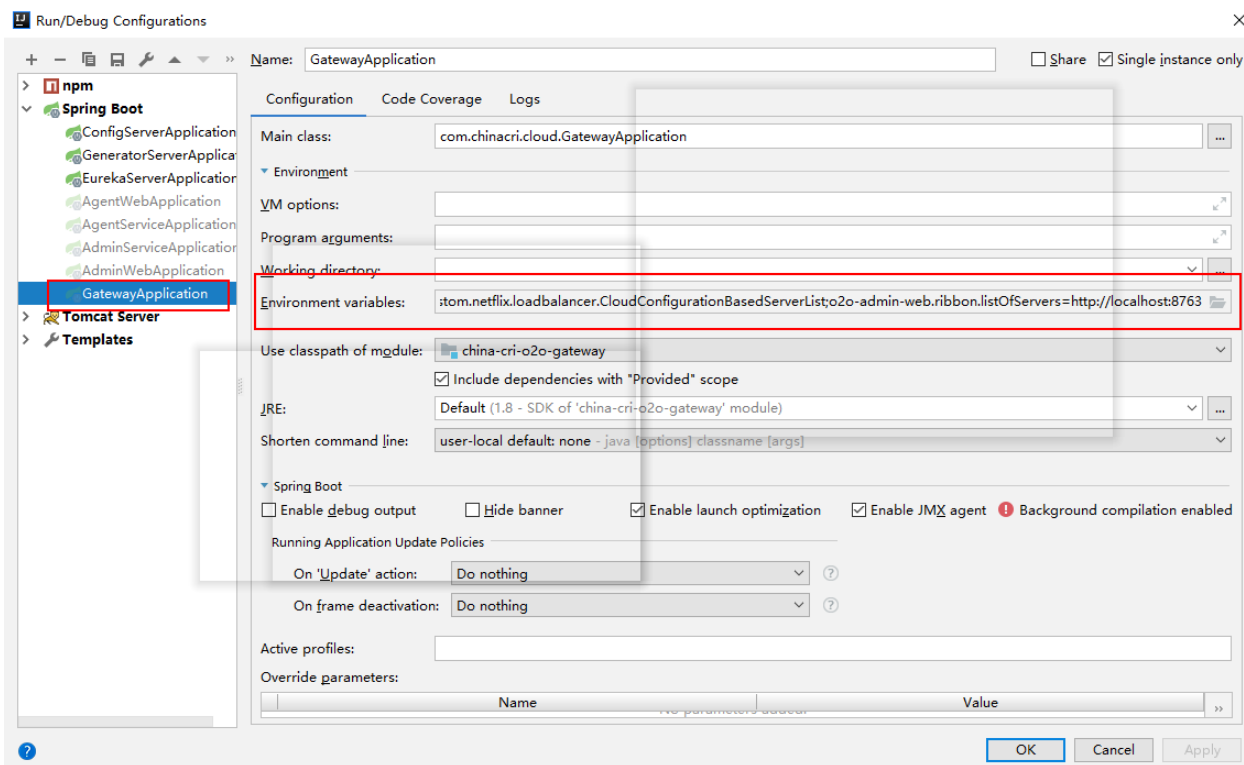 Run/Debug Configurations
Name: GatewayApplication Share Single instance only
npm
Spring Boot
ConfigServerApplication
GeneratorServerApplica
EurekaServerApplication
AgentWebApplication
AgentServiceApplication
AdminServiceApplication
AdminWebApplication
GatewayApplication
Tomcat Server
Templates
Configuration Code Coverage Logs
Main class: com.chinacri.cloud.GatewayApplication ...
Environment
VM options:
Program arguments:
Working directory: ...
Environment variables: stom.netflix.loadbalancer.CloudConfigurationBasedServerList;o2o-admin-web.ribbon.listOfServers=http://localhost:8763
Use classpath of module: china-cri-o2o-gateway
Include dependencies with "Provided" scope
JRE: Default (1.8 - SDK of 'china-cri-o2o-gateway' module) ...
Shorten command line: user-local default: none - java [options] classname [args]
Spring Boot
Enable debug output Hide banner Enable launch optimization Enable JMX agent Background compilation enabled
Running Application Update Policies
On 'Update' action: Do nothing ?
On frame deactivation: Do nothing ?
Active profiles:
Override parameters:
Name Value
No parameters added.
? OK Cancel Apply